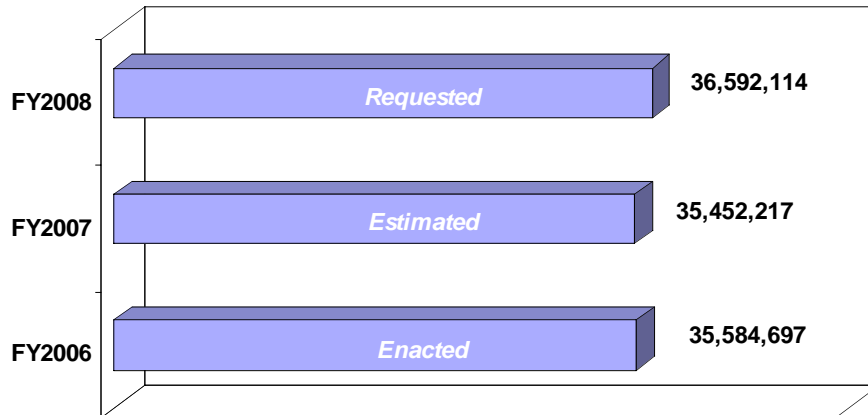 FY2008 Requested 36,592,114
FY2007 Estimated 35,452,217
FY2006 Enacted 35,584,697